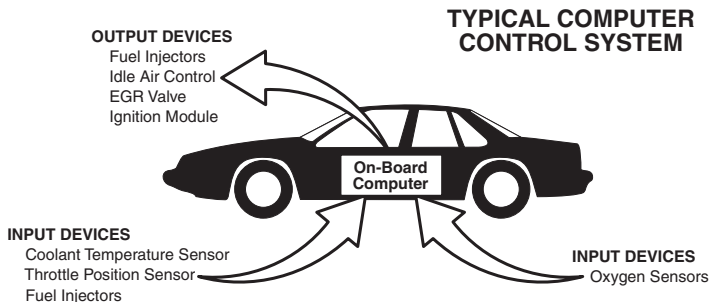 TYPICAL COMPUTER
CONTROL SYSTEM
OUTPUT DEVICES
Fuel Injectors
Idle Air Control
EGR Valve
Ignition Module
On-Board
Computer
INPUT DEVICES
Coolant Temperature Sensor
Throttle Position Sensor
Fuel Injectors
INPUT DEVICES
Oxygen Sensors